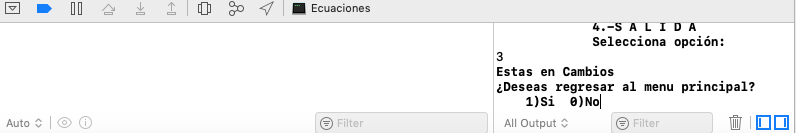 Ecuaciones
4.-S A L I D A
Selecciona opción:
3
Estas en Cambios
¿Deseas regresar al menu principal?
1)Si 0)No
Auto
Filter
All Output
Filter